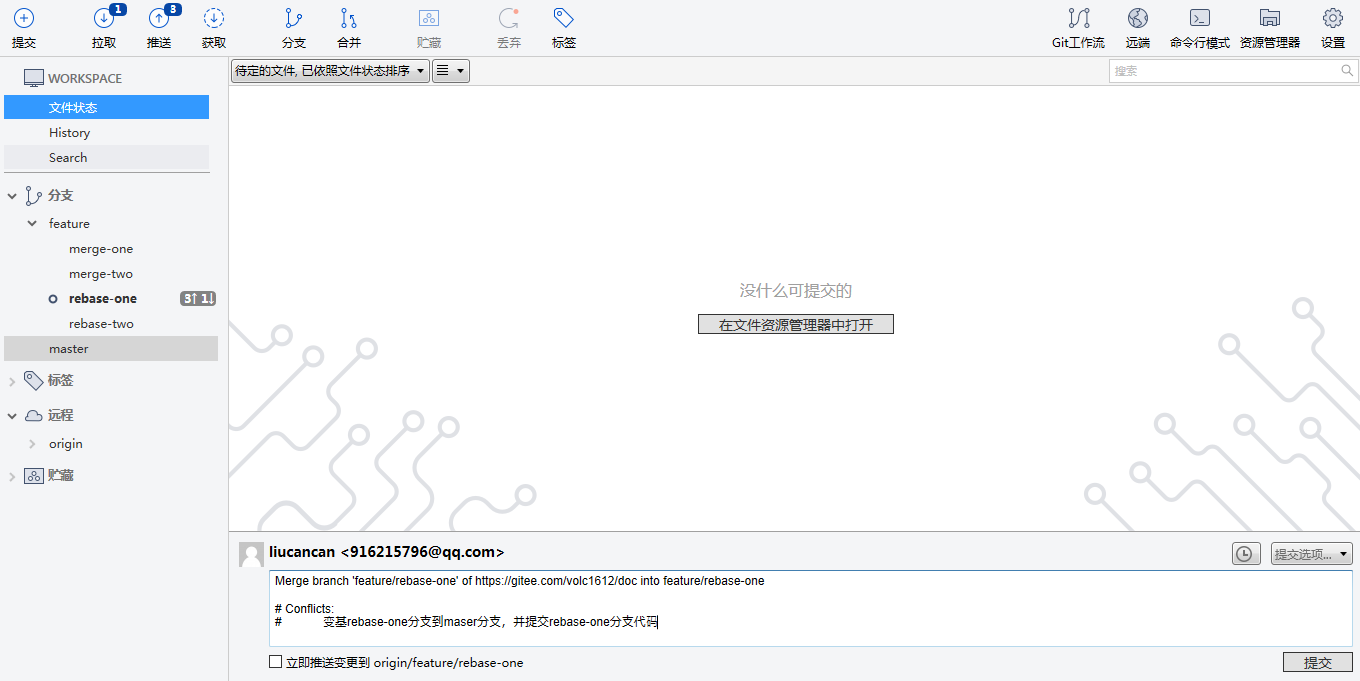 1
3
提交
拉取
推送
获取
分支
合并
贮藏
丢弃
标签
Git工作流
远端
命令行模式
资源管理器
设置
WORKSPACE
文件状态
History
Search
分支
feature
merge-one
merge-two
rebase-one 3↑ 1↓
rebase-two
master
标签
远程
origin
贮藏
待定的文件, 已依照文件状态排序
搜索
没什么可提交的
在文件资源管理器中打开
liucancan <916215796@qq.com>
提交选项...
Merge branch 'feature/rebase-one' of https://gitee.com/volc1612/doc into feature/rebase-one
# Conflicts:
# 变基rebase-one分支到maser分支，并提交rebase-one分支代码
立即推送变更到 origin/feature/rebase-one
提交